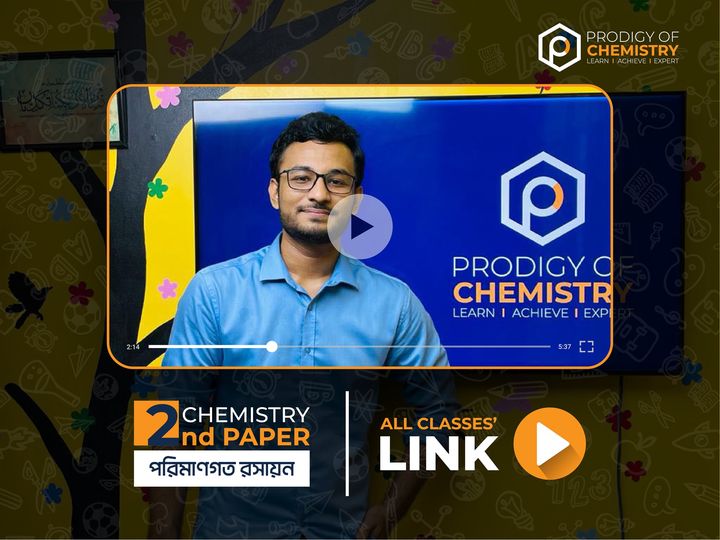 PRODIGY OF
CHEMISTRY
LEARN I ACHIEVE I EXPERT
PRODIGY OF
CHEMISTRY
LEARN I ACHIEVE I EXPERT
2:14
5:37
2nd CHEMISTRY
PAPER
পরিমাণগত রসায়ন
ALL CLASSES'
LINK